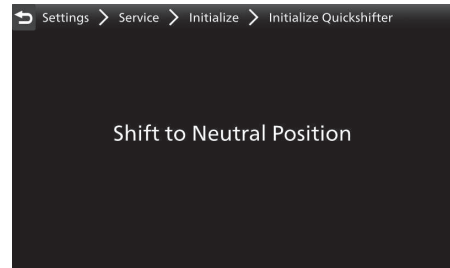 Settings > Service > Initialize > Initialize Quickshifter
Shift to Neutral Position